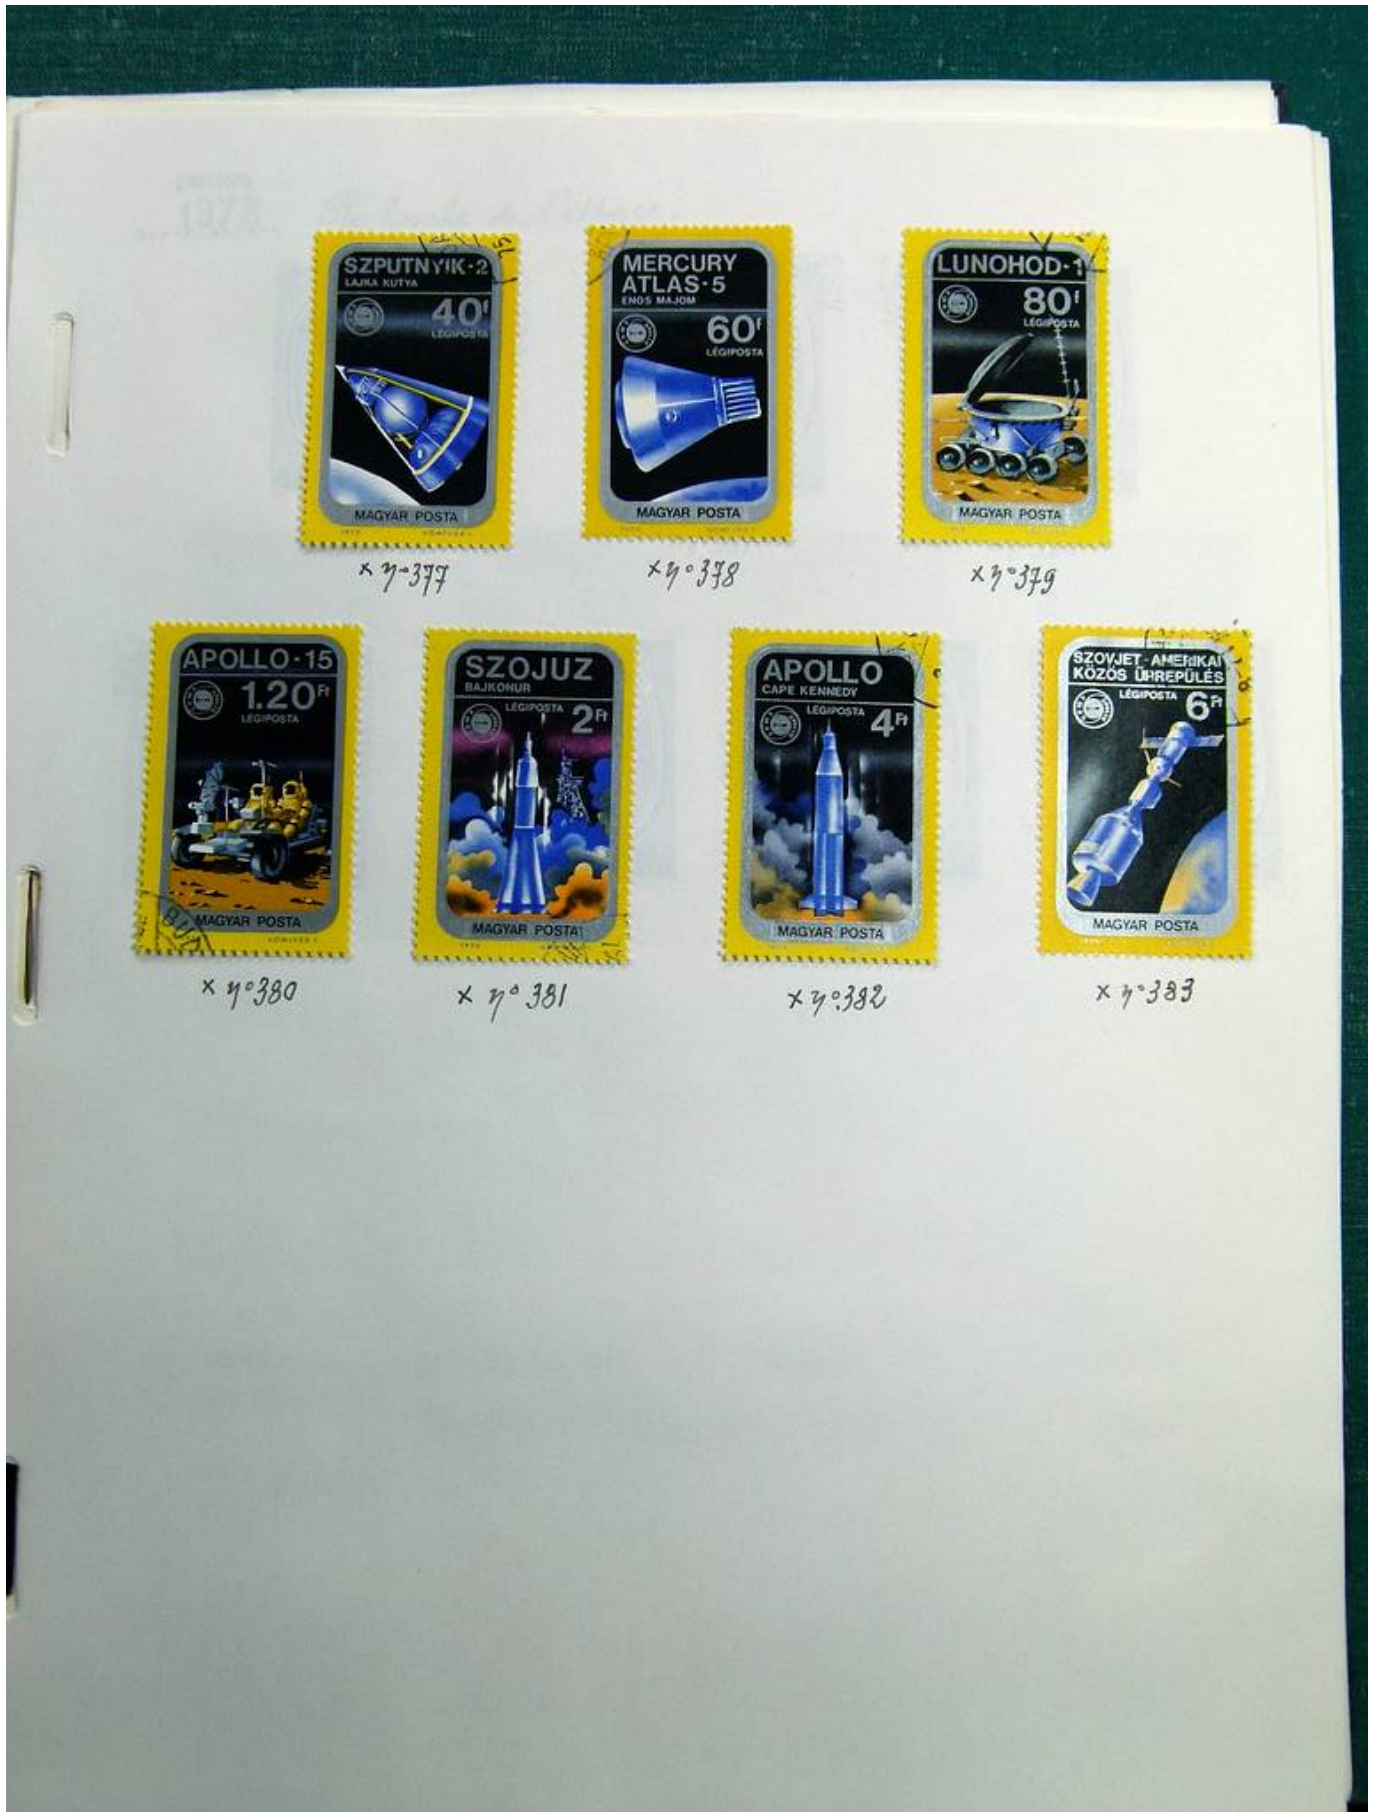 1978
SZPUTNYIK·2
LAJKA KUTYA
40f
LÉGIPOSTA
MAGYAR POSTA
× n°377
MERCURY
ATLAS·5
ENOS MAJOM
60f
LÉGIPOSTA
MAGYAR POSTA
× n°378
LUNOHOD·1
80f
LÉGIPOSTA
MAGYAR POSTA
× n°379
APOLLO·15
1.20Ft
LÉGIPOSTA
MAGYAR POSTA
BUD
× n°380
SZOJUZ
BAJKONUR
LÉGIPOSTA
2Ft
MAGYAR POSTA
× n°381
APOLLO
CAPE KENNEDY
LÉGIPOSTA
4Ft
MAGYAR POSTA
× n°382
SZOVJET-AMERIKAI
KÖZÖS ŰRREPÜLÉS
LÉGIPOSTA
6Ft
MAGYAR POSTA
× n°383